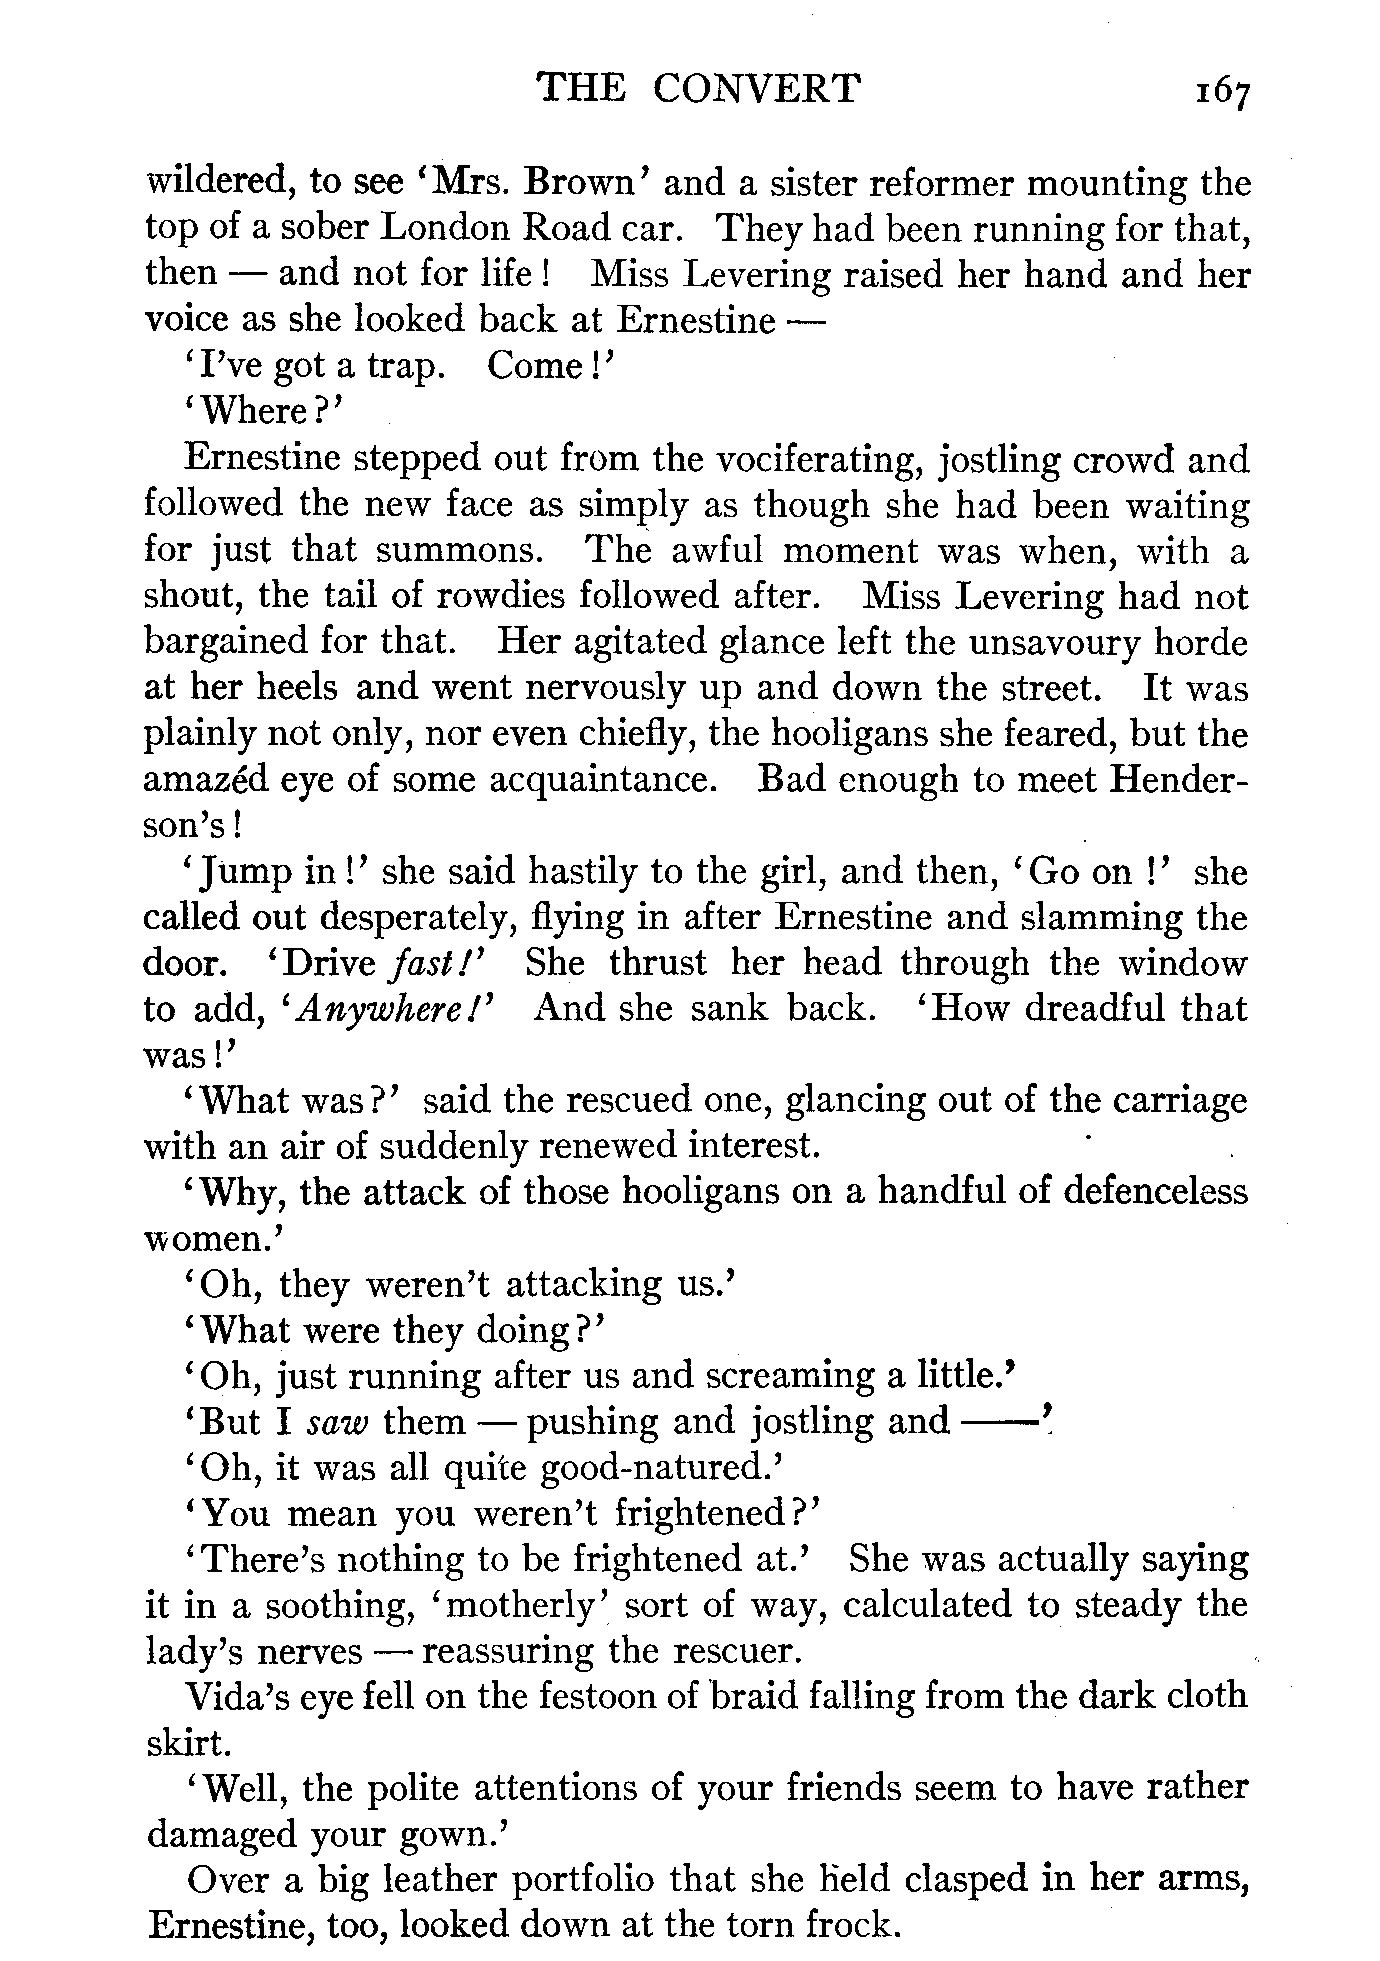 THE CONVERT 167
wildered, to see ‘Mrs. Brown’ and a sister reformer mounting the
top of a sober London Road car. They had been running for that,
then — and not for life! Miss Levering raised her hand and her
voice as she looked back at Ernestine —
‘I’ve got a trap. Come!’
‘Where?’
Ernestine stepped out from the vociferating, jostling crowd and
followed the new face as simply as though she had been waiting
for just that summons. The awful moment was when, with a
shout, the tail of rowdies followed after. Miss Levering had not
bargained for that. Her agitated glance left the unsavoury horde
at her heels and went nervously up and down the street. It was
plainly not only, nor even chiefly, the hooligans she feared, but the
amazéd eye of some acquaintance. Bad enough to meet Hender-
son’s!
‘Jump in!’ she said hastily to the girl, and then, ‘Go on!’ she
called out desperately, flying in after Ernestine and slamming the
door. ‘Drive fast!’ She thrust her head through the window
to add, ‘Anywhere!’ And she sank back. ‘How dreadful that
was!’
‘What was?’ said the rescued one, glancing out of the carriage
with an air of suddenly renewed interest.
‘Why, the attack of those hooligans on a handful of defenceless
women.’
‘Oh, they weren’t attacking us.’
‘What were they doing?’
‘Oh, just running after us and screaming a little.’
‘But I saw them — pushing and jostling and ——’
‘Oh, it was all quite good-natured.’
‘You mean you weren’t frightened?’
‘There’s nothing to be frightened at.’ She was actually saying
it in a soothing, ‘motherly’ sort of way, calculated to steady the
lady’s nerves — reassuring the rescuer.
Vida’s eye fell on the festoon of braid falling from the dark cloth
skirt.
‘Well, the polite attentions of your friends seem to have rather
damaged your gown.’
Over a big leather portfolio that she held clasped in her arms,
Ernestine, too, looked down at the torn frock.